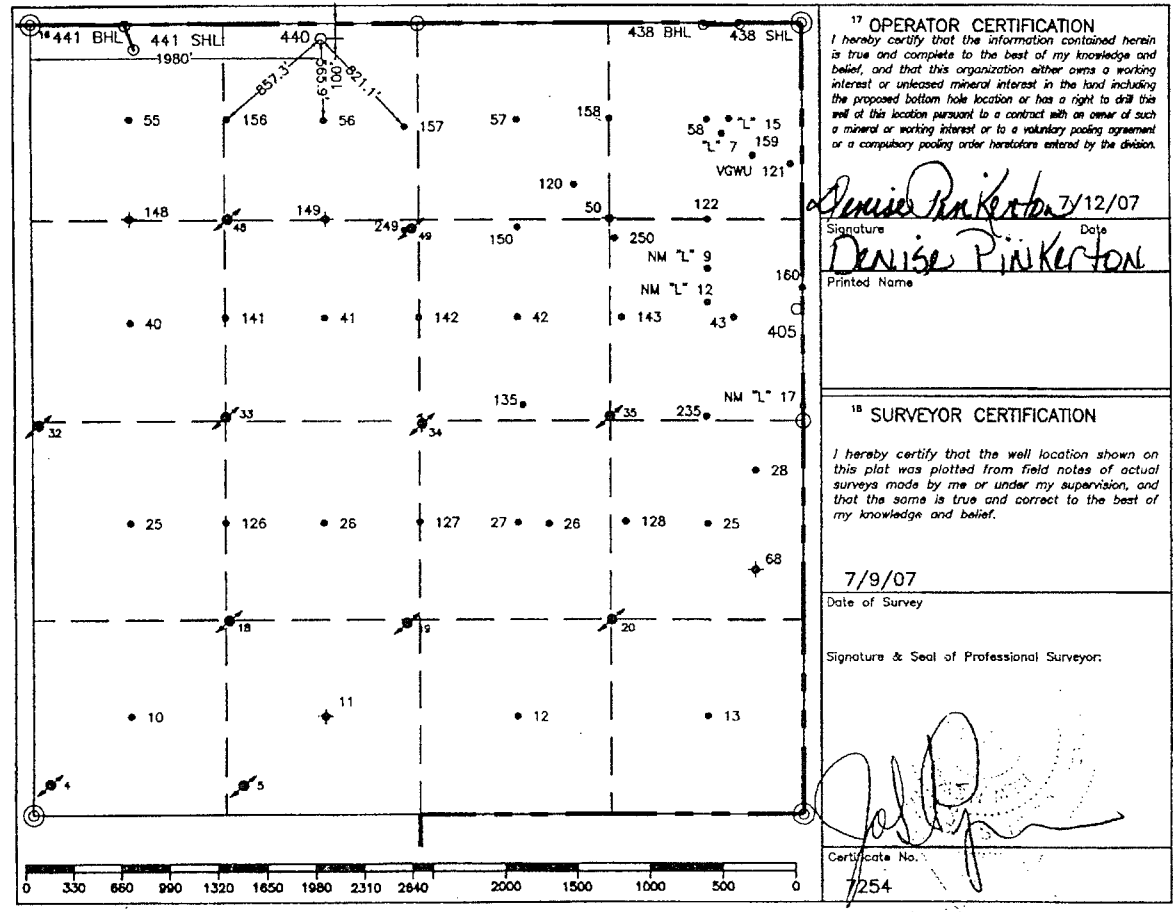 16 441 BHL 441 SHL 440 438 BHL 438 SHL
1980'
857.3' 565.9' 100' 821.1'
55 156 56 157 57 158 58 "L" 15
"L" 7 159
VGWU 121
120
148 48 149 249 49 150 50 122
250
NM "L" 9
160
NM "L" 12
40 141 41 142 42 143 43
405
NM "L" 17
135 235
32 33 34 35
28
25 126 26 127 27 26 128 25
68
18 19 20
11
10 12 13
4 5
0 330 660 990 1320 1650 1980 2310 2640 2000 1500 1000 500 0
17 OPERATOR CERTIFICATION
I hereby certify that the information contained herein
is true and complete to the best of my knowledge and
belief, and that this organization either owns a working
interest or unleased mineral interest in the land including
the proposed bottom hole location or has a right to drill this
well at this location pursuant to a contract with an owner of such
a mineral or working interest or to a voluntary pooling agreement
or a compulsory pooling order heretofore entered by the division.
Denise Pinkerton 7/12/07
Signature Date
Denise Pinkerton
Printed Name
18 SURVEYOR CERTIFICATION
I hereby certify that the well location shown on
this plat was plotted from field notes of actual
surveys made by me or under my supervision, and
that the same is true and correct to the best of
my knowledge and belief.
7/9/07
Date of Survey
Signature & Seal of Professional Surveyor:
Certificate No.
7254